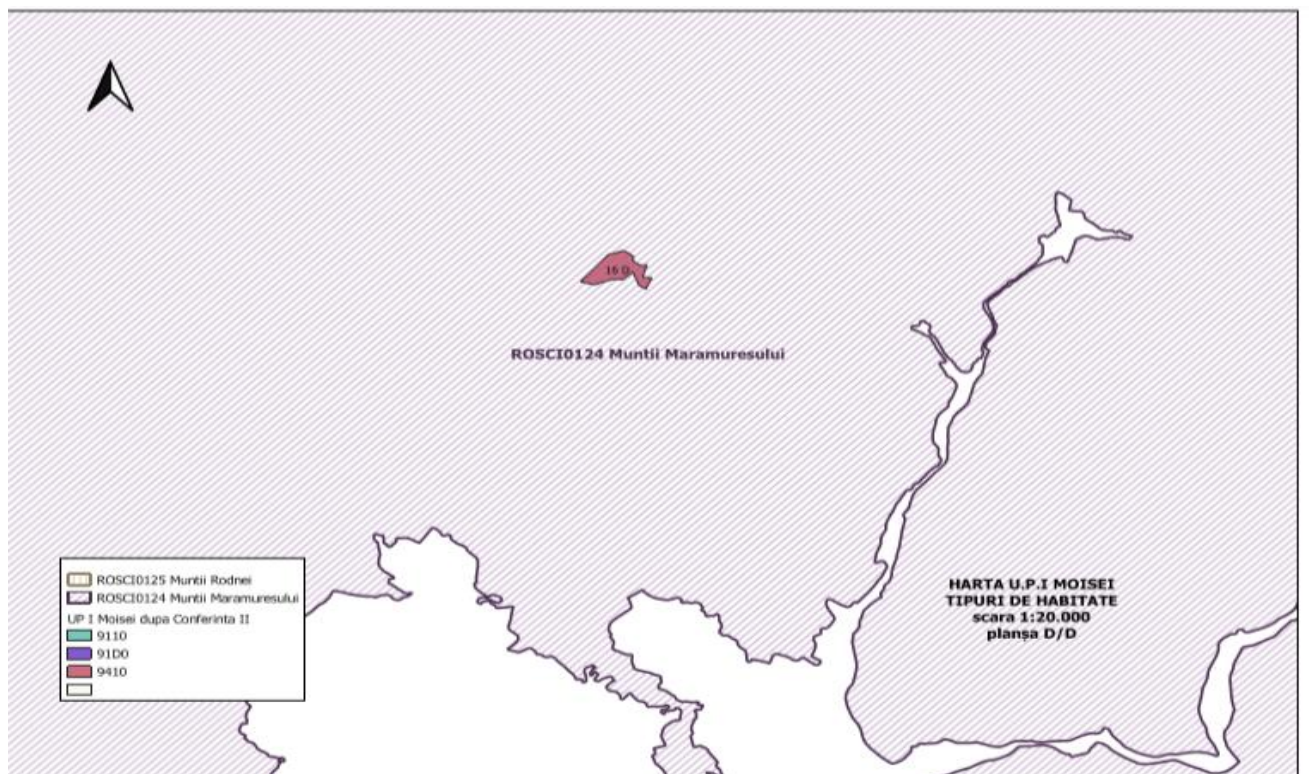 16 D
ROSCI0124 Muntii Maramuresului
ROSCI0125 Muntii Rodnei
ROSCI0124 Muntii Maramuresului
UP I Moisei dupa Conferinta II
9110
91D0
9410
HARTA U.P.I MOISEI
TIPURI DE HABITATE
scara 1:20.000
planșa D/D